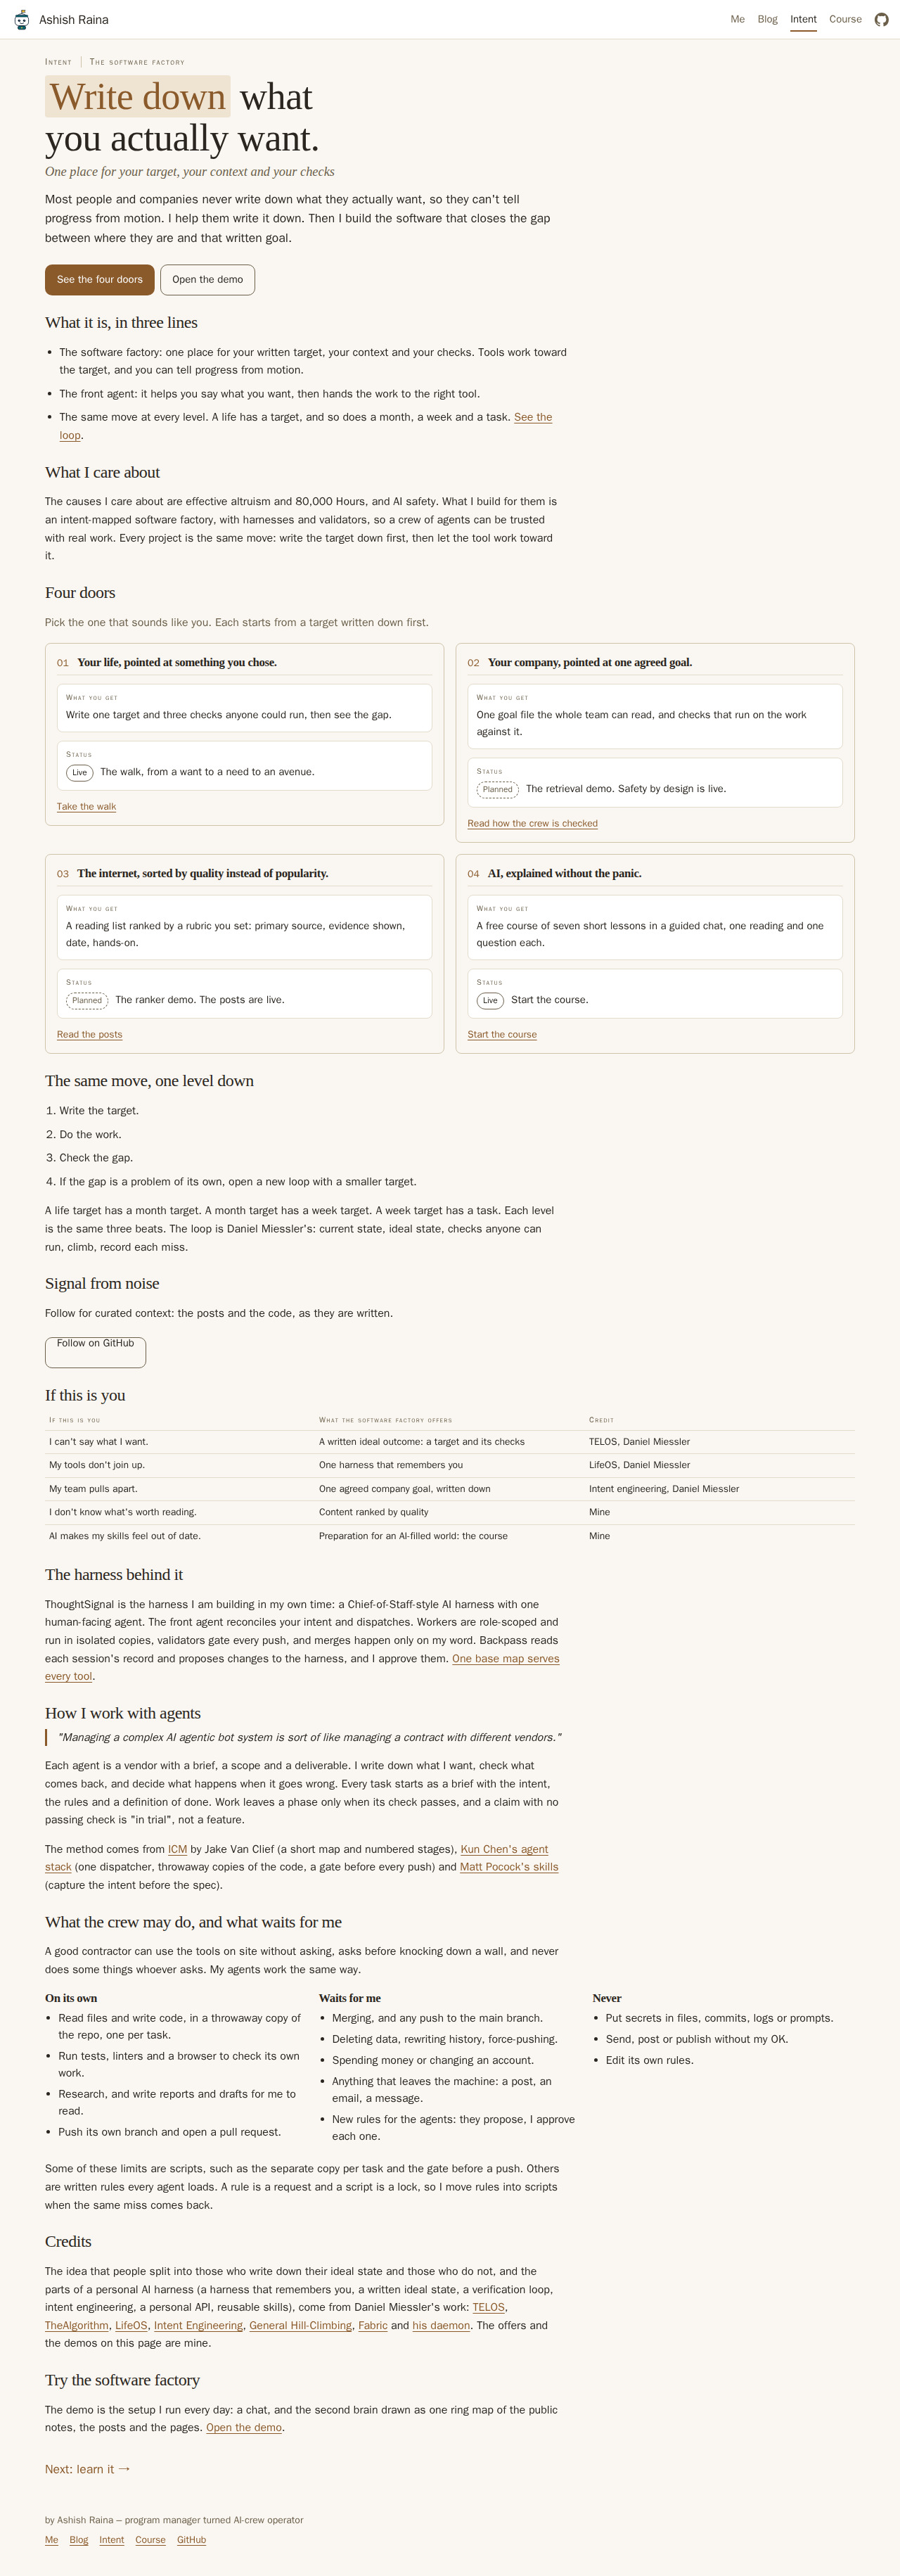 Ashish Raina
Me Blog Intent Course
Intent The software factory
Write down what
you actually want.
One place for your target, your context and your checks
Most people and companies never write down what they actually want, so they can't tell
progress from motion. I help them write it down. Then I build the software that closes the gap
between where they are and that written goal.
See the four doors
Open the demo
What it is, in three lines
• The software factory: one place for your written target, your context and your checks. Tools work toward
the target, and you can tell progress from motion.
• The front agent: it helps you say what you want, then hands the work to the right tool.
• The same move at every level. A life has a target, and so does a month, a week and a task. See the
loop.
What I care about
The causes I care about are effective altruism and 80,000 Hours, and AI safety. What I build for them is
an intent-mapped software factory, with harnesses and validators, so a crew of agents can be trusted
with real work. Every project is the same move: write the target down first, then let the tool work toward
it.
Four doors
Pick the one that sounds like you. Each starts from a target written down first.
01 Your life, pointed at something you chose.
What you get
Write one target and three checks anyone could run, then see the gap.
Status
Live The walk, from a want to a need to an avenue.
Take the walk
02 Your company, pointed at one agreed goal.
What you get
One goal file the whole team can read, and checks that run on the work
against it.
Status
Planned The retrieval demo. Safety by design is live.
Read how the crew is checked
03 The internet, sorted by quality instead of popularity.
What you get
A reading list ranked by a rubric you set: primary source, evidence shown,
date, hands-on.
Status
Planned The ranker demo. The posts are live.
Read the posts
04 AI, explained without the panic.
What you get
A free course of seven short lessons in a guided chat, one reading and one
question each.
Status
Live Start the course.
Start the course
The same move, one level down
1. Write the target.
2. Do the work.
3. Check the gap.
4. If the gap is a problem of its own, open a new loop with a smaller target.
A life target has a month target. A month target has a week target. A week target has a task. Each level
is the same three beats. The loop is Daniel Miessler's: current state, ideal state, checks anyone can
run, climb, record each miss.
Signal from noise
Follow for curated context: the posts and the code, as they are written.
Follow on GitHub
If this is you
If this is you What the software factory offers Credit
I can't say what I want. A written ideal outcome: a target and its checks TELOS, Daniel Miessler
My tools don't join up. One harness that remembers you LifeOS, Daniel Miessler
My team pulls apart. One agreed company goal, written down Intent engineering, Daniel Miessler
I don't know what's worth reading. Content ranked by quality Mine
AI makes my skills feel out of date. Preparation for an AI-filled world: the course Mine
The harness behind it
ThoughtSignal is the harness I am building in my own time: a Chief-of-Staff-style AI harness with one
human-facing agent. The front agent reconciles your intent and dispatches. Workers are role-scoped and
run in isolated copies, validators gate every push, and merges happen only on my word. Backpass reads
each session's record and proposes changes to the harness, and I approve them. One base map serves
every tool.
How I work with agents
"Managing a complex AI agentic bot system is sort of like managing a contract with different vendors."
Each agent is a vendor with a brief, a scope and a deliverable. I write down what I want, check what
comes back, and decide what happens when it goes wrong. Every task starts as a brief with the intent,
the rules and a definition of done. Work leaves a phase only when its check passes, and a claim with no
passing check is "in trial", not a feature.
The method comes from ICM by Jake Van Clief (a short map and numbered stages), Kun Chen's agent
stack (one dispatcher, throwaway copies of the code, a gate before every push) and Matt Pocock's skills
(capture the intent before the spec).
What the crew may do, and what waits for me
A good contractor can use the tools on site without asking, asks before knocking down a wall, and never
does some things whoever asks. My agents work the same way.
On its own
• Read files and write code, in a throwaway copy of
the repo, one per task.
• Run tests, linters and a browser to check its own
work.
• Research, and write reports and drafts for me to
read.
• Push its own branch and open a pull request.
Waits for me
• Merging, and any push to the main branch.
• Deleting data, rewriting history, force-pushing.
• Spending money or changing an account.
• Anything that leaves the machine: a post, an
email, a message.
• New rules for the agents: they propose, I approve
each one.
Never
• Put secrets in files, commits, logs or prompts.
• Send, post or publish without my OK.
• Edit its own rules.
Some of these limits are scripts, such as the separate copy per task and the gate before a push. Others
are written rules every agent loads. A rule is a request and a script is a lock, so I move rules into scripts
when the same miss comes back.
Credits
The idea that people split into those who write down their ideal state and those who do not, and the
parts of a personal AI harness (a harness that remembers you, a written ideal state, a verification loop,
intent engineering, a personal API, reusable skills), come from Daniel Miessler's work: TELOS,
TheAlgorithm, LifeOS, Intent Engineering, General Hill-Climbing, Fabric and his daemon. The offers and
the demos on this page are mine.
Try the software factory
The demo is the setup I run every day: a chat, and the second brain drawn as one ring map of the public
notes, the posts and the pages. Open the demo.
Next: learn it →
by Ashish Raina – program manager turned AI-crew operator
Me Blog Intent Course GitHub